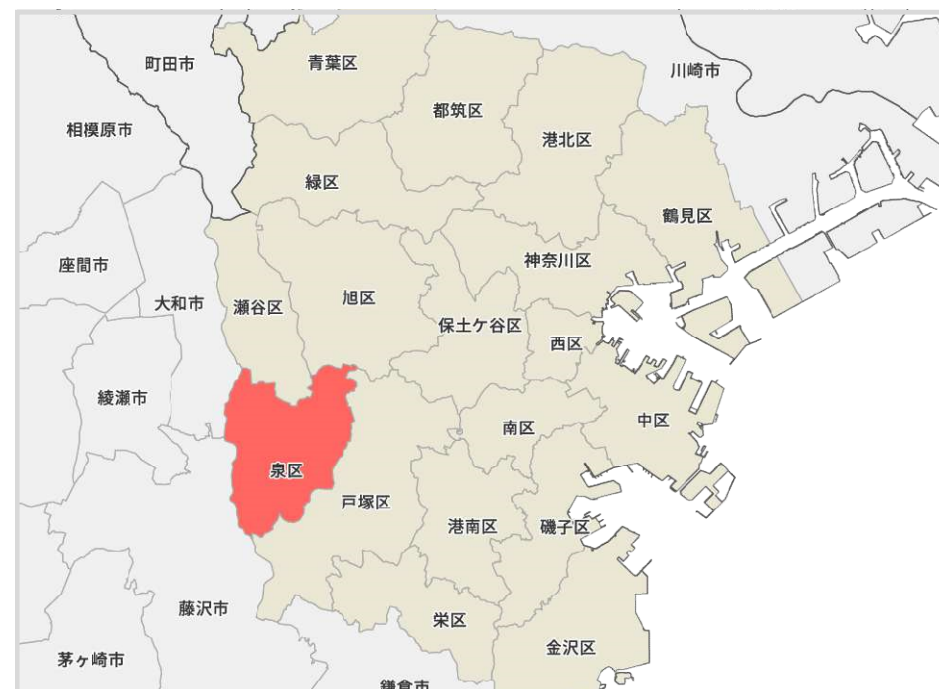 町田市
青葉区
川崎市
都筑区
相模原市
港北区
緑区
鶴見区
神奈川区
座間市
旭区
大和市
瀬谷区
保土ケ谷区
西区
綾瀬市
中区
南区
泉区
戸塚区
港南区
磯子区
藤沢市
栄区
金沢区
茅ヶ崎市
鎌倉市